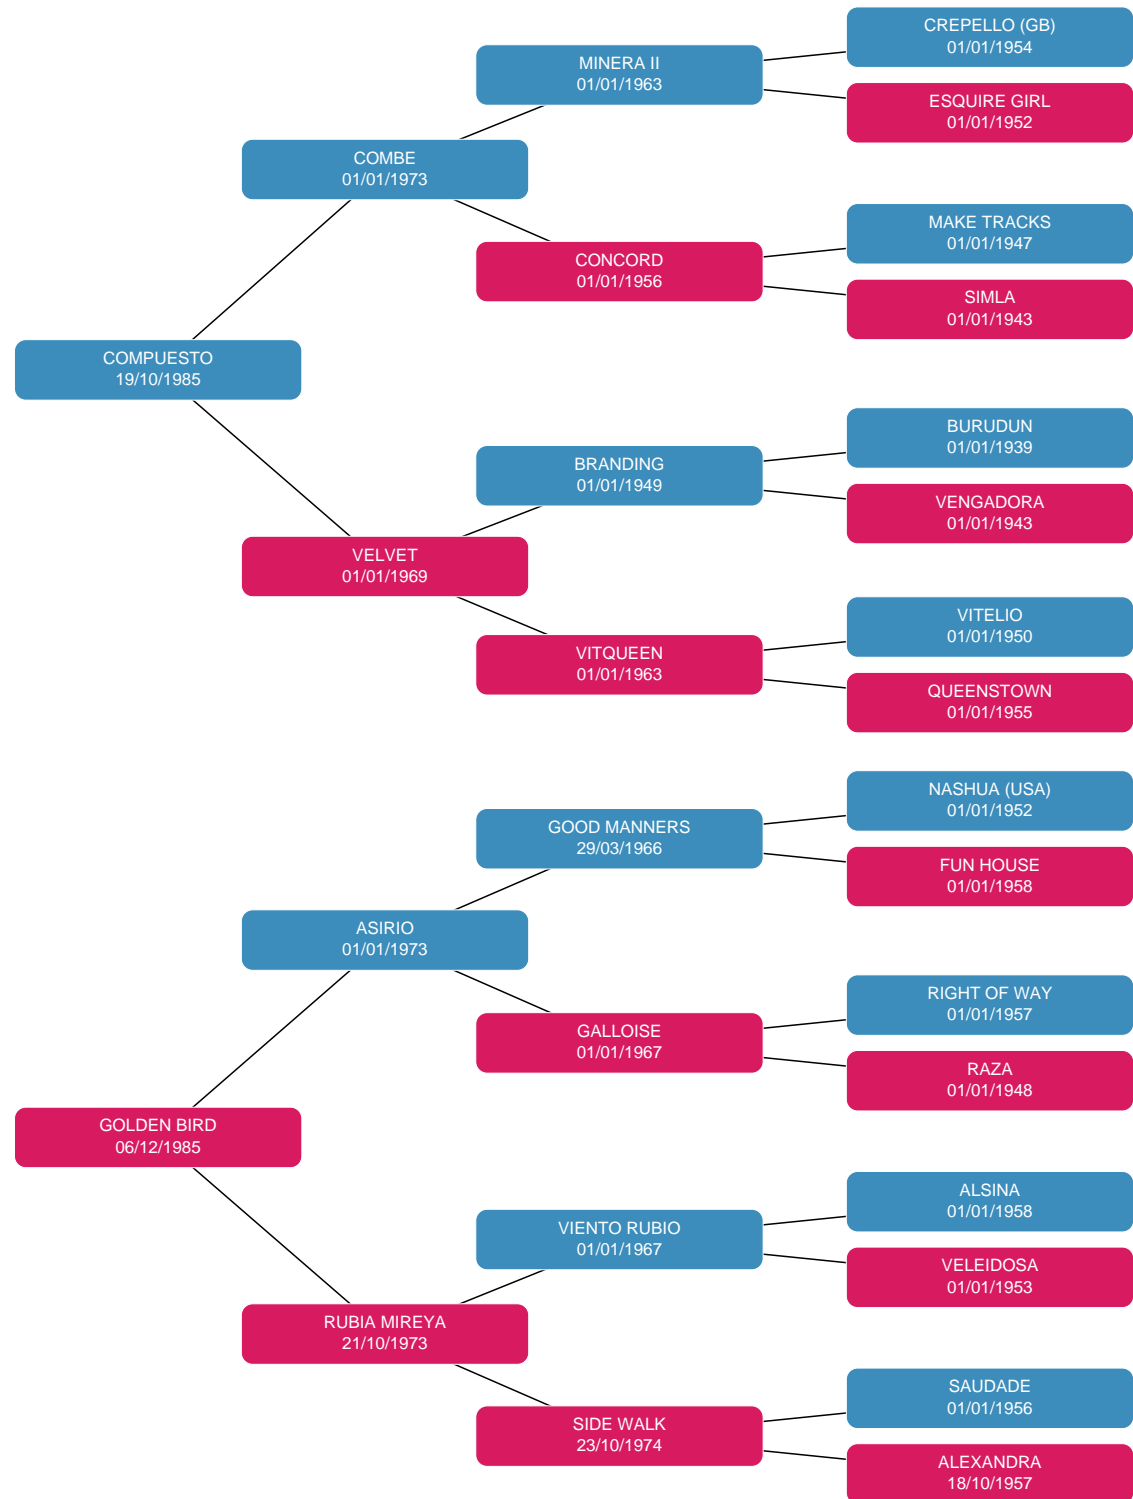 CREPELLO (GB)
01/01/1954
MINERA II
01/01/1963
ESQUIRE GIRL
01/01/1952
COMBE
01/01/1973
MAKE TRACKS
01/01/1947
CONCORD
01/01/1956
SIMLA
01/01/1943
COMPUESTO
19/10/1985
BURUDUN
01/01/1939
BRANDING
01/01/1949
VENGADORA
01/01/1943
VELVET
01/01/1969
VITELIO
01/01/1950
VITQUEEN
01/01/1963
QUEENSTOWN
01/01/1955
NASHUA (USA)
01/01/1952
GOOD MANNERS
29/03/1966
FUN HOUSE
01/01/1958
ASIRIO
01/01/1973
RIGHT OF WAY
01/01/1957
GALLOISE
01/01/1967
RAZA
01/01/1948
GOLDEN BIRD
06/12/1985
ALSINA
01/01/1958
VIENTO RUBIO
01/01/1967
VELEIDOSA
01/01/1953
RUBIA MIREYA
21/10/1973
SAUDADE
01/01/1956
SIDE WALK
23/10/1974
ALEXANDRA
18/10/1957